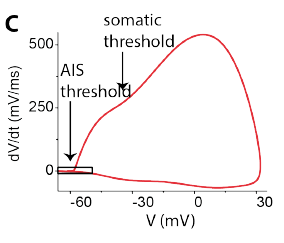 C
somatic
threshold
500
AIS
threshold
250
0
dV/dt (mV/ms)
-60
-30
0
30
V (mV)